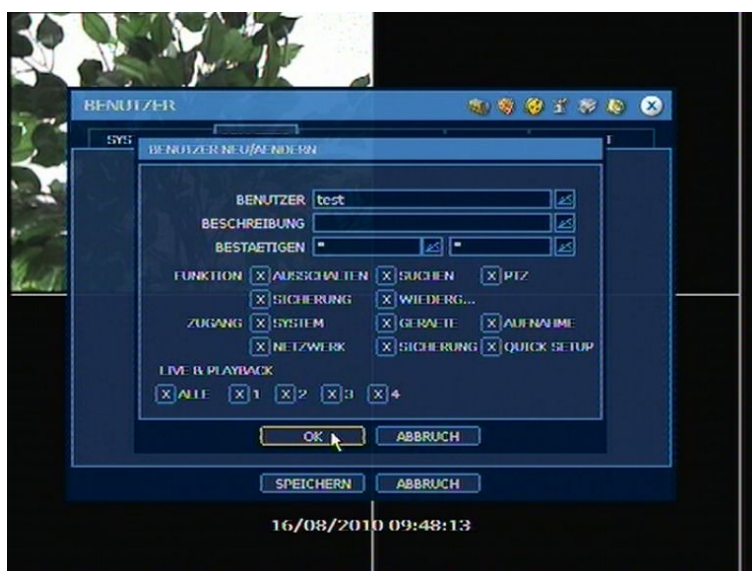 BENUTZER
SYS
BENUTZER NEU/AENDERN
BENUTZER test
BESCHREIBUNG
BESTAETIGEN * *
FUNKTION X AUSSCHALTEN X SUCHEN X PTZ
X SICHERUNG X WIEDERG...
ZUGANG X SYSTEM X GERAETE X AUFNAHME
X NETZWERK X SICHERUNG X QUICK SETUP
LIVE & PLAYBACK
X ALLE X 1 X 2 X 3 X 4
OK ABBRUCH
SPEICHERN ABBRUCH
16/08/2010 09:48:13